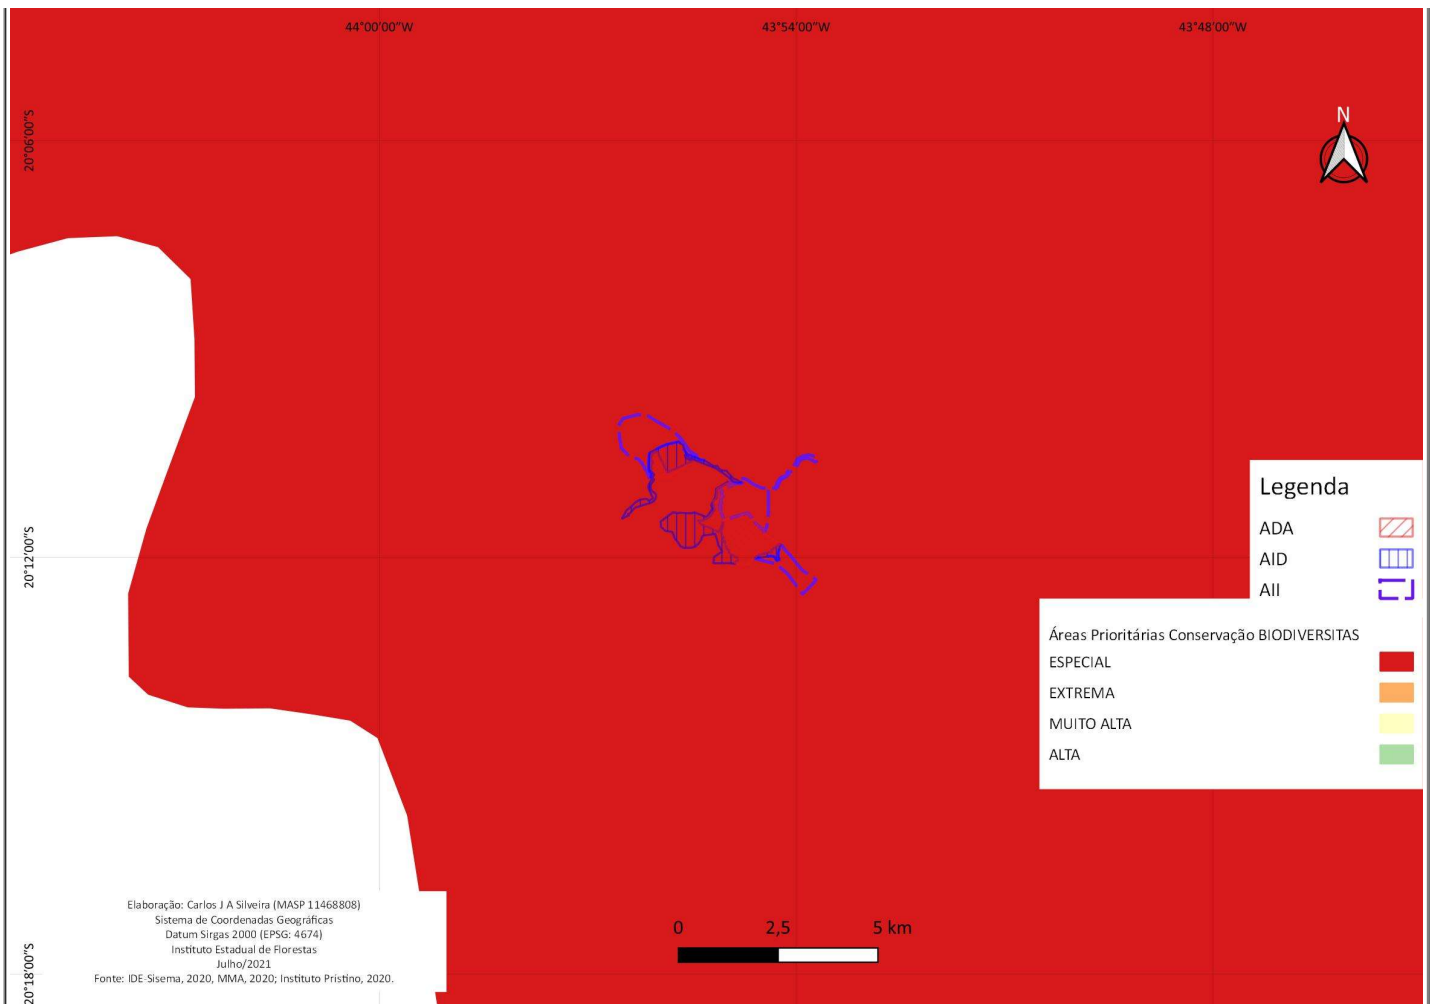 44°00'00"W
43°54'00"W
43°48'00"W
20°06'00"S
20°12'00"S
20°18'00"S
N
Legenda
ADA
AID
AII
Áreas Prioritárias Conservação BIODIVERSITAS
ESPECIAL
EXTREMA
MUITO ALTA
ALTA
Elaboração: Carlos J A Silveira (MASP 11468808)
Sistema de Coordenadas Geográficas
Datum Sirgas 2000 (EPSG: 4674)
Instituto Estadual de Florestas
Julho/2021
Fonte: IDE-Sisema, 2020, MMA, 2020; Instituto Prístino, 2020.
0 2,5 5 km